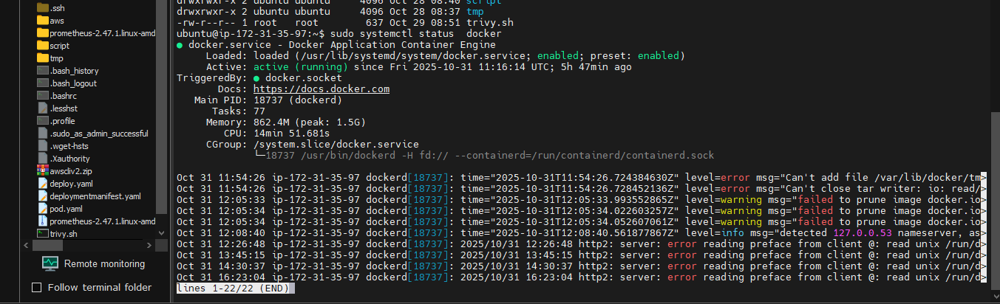 .ssh
aws
prometheus-2.47.1.linux-amd
script
tmp
.bash_history
.bash_logout
.bashrc
.lesshst
.profile
.sudo_as_admin_successful
.wget-hsts
.Xauthority
awscliv2.zip
deploy.yaml
deploymentmanifest.yaml
pod.yaml
prometheus-2.47.1.linux-amd
trivy.sh
Remote monitoring
Follow terminal folder
drwxrwxr-x 2 ubuntu ubuntu     4096 Oct 28 08:40 script
drwxrwxr-x 2 ubuntu ubuntu     4096 Oct 28 08:37 tmp
-rw-r--r-- 1 root   root        637 Oct 29 08:51 trivy.sh
ubuntu@ip-172-31-35-97:~$ sudo systemctl status  docker
● docker.service - Docker Application Container Engine
     Loaded: loaded (/usr/lib/systemd/system/docker.service; enabled; preset: enabled)
     Active: active (running) since Fri 2025-10-31 11:16:14 UTC; 5h 47min ago
TriggeredBy: ● docker.socket
       Docs: https://docs.docker.com
   Main PID: 18737 (dockerd)
      Tasks: 77
     Memory: 862.4M (peak: 1.5G)
        CPU: 14min 51.681s
     CGroup: /system.slice/docker.service
             └─18737 /usr/bin/dockerd -H fd:// --containerd=/run/containerd/containerd.sock
Oct 31 11:54:26 ip-172-31-35-97 dockerd[18737]: time="2025-10-31T11:54:26.724384630Z" level=error msg="Can't add file /var/lib/docker/tm>
Oct 31 11:54:26 ip-172-31-35-97 dockerd[18737]: time="2025-10-31T11:54:26.728452136Z" level=error msg="Can't close tar writer: io: read/>
Oct 31 12:05:33 ip-172-31-35-97 dockerd[18737]: time="2025-10-31T12:05:33.993552865Z" level=warning msg="failed to prune image docker.io>
Oct 31 12:05:34 ip-172-31-35-97 dockerd[18737]: time="2025-10-31T12:05:34.022603257Z" level=warning msg="failed to prune image docker.io>
Oct 31 12:05:34 ip-172-31-35-97 dockerd[18737]: time="2025-10-31T12:05:34.052607061Z" level=warning msg="failed to prune image docker.io>
Oct 31 12:08:40 ip-172-31-35-97 dockerd[18737]: time="2025-10-31T12:08:40.561877867Z" level=info msg="detected 127.0.0.53 nameserver, as>
Oct 31 12:26:48 ip-172-31-35-97 dockerd[18737]: 2025/10/31 12:26:48 http2: server: error reading preface from client @: read unix /run/d>
Oct 31 13:45:15 ip-172-31-35-97 dockerd[18737]: 2025/10/31 13:45:15 http2: server: error reading preface from client @: read unix /run/d>
Oct 31 14:30:37 ip-172-31-35-97 dockerd[18737]: 2025/10/31 14:30:37 http2: server: error reading preface from client @: read unix /run/d>
Oct 31 16:23:04 ip-172-31-35-97 dockerd[18737]: 2025/10/31 16:23:04 http2: server: error reading preface from client @: read unix /run/d>
lines 1-22/22 (END)